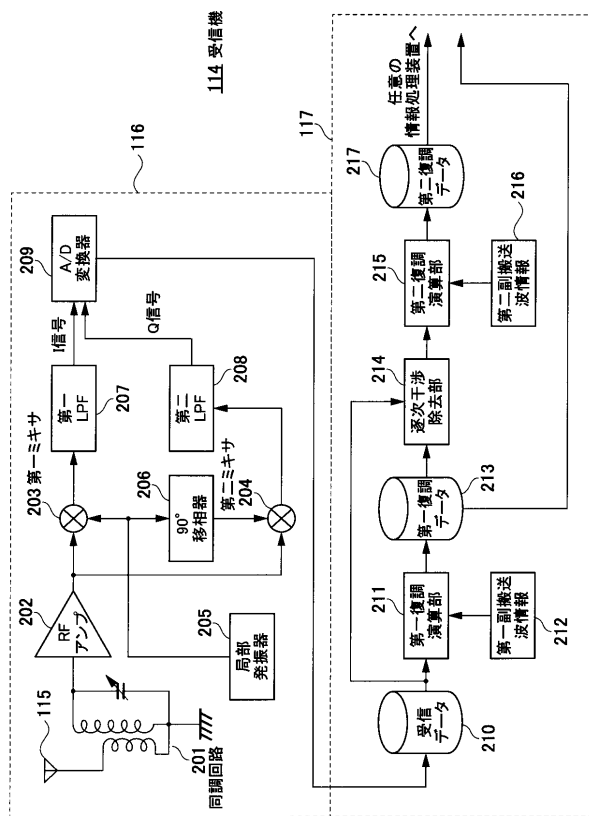 114 受信機
116
115
201
同調回路
202
RF
アンプ
203 第一ミキサ
205
局部
発振器
206
90°
移相器
第二ミキサ
204
207
第一
LPF
208
第二
LPF
I信号
Q信号
209
A/D
変換器
117
210
受信
データ
211
第一復調
演算部
212
第一副搬送
波情報
213
第一復調
データ
214
逐次干渉
除去部
215
第二復調
演算部
216
第二副搬送
波情報
217
第二復調
データ
任意の
情報処理装置へ